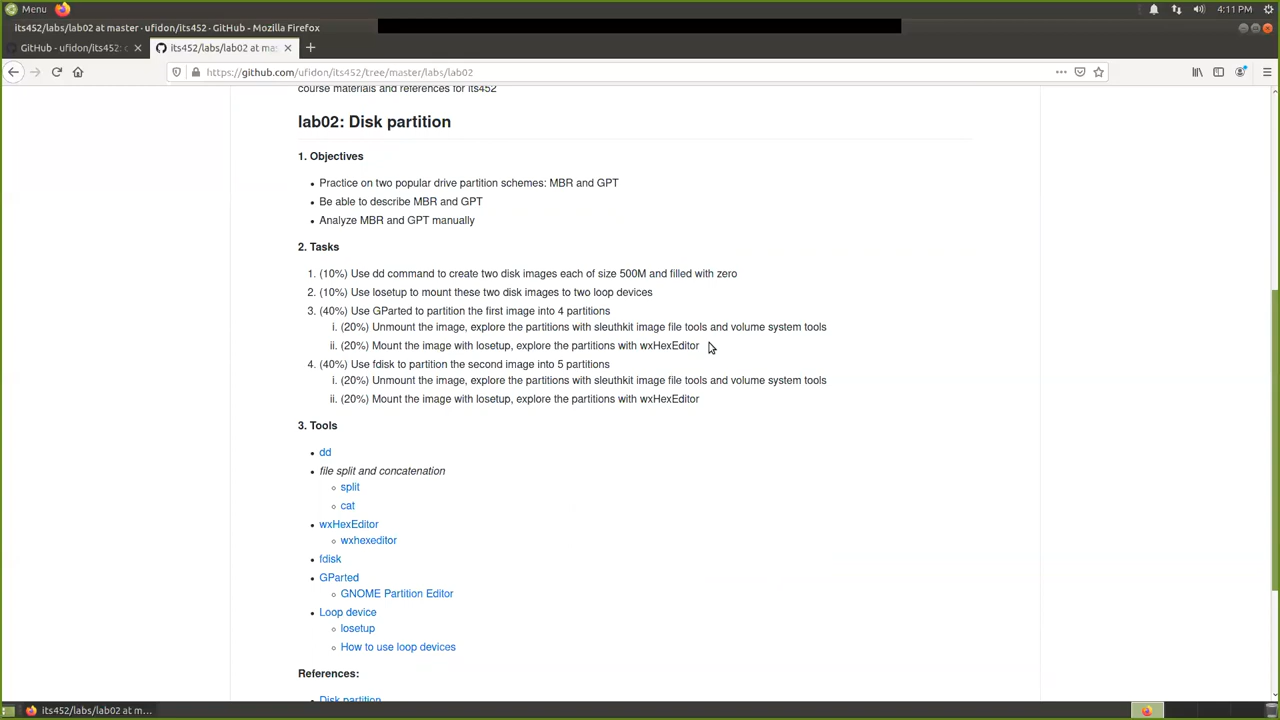 Menu
4:11 PM
its452/labs/lab02 at master · ufidon/its452 · GitHub - Mozilla Firefox
GitHub - ufidon/its452: c
its452/labs/lab02 at mas
https://github.com/ufidon/its452/tree/master/labs/lab02
course materials and references for its452
lab02: Disk partition
1. Objectives
• Practice on two popular drive partition schemes: MBR and GPT
• Be able to describe MBR and GPT
• Analyze MBR and GPT manually
2. Tasks
1. (10%) Use dd command to create two disk images each of size 500M and filled with zero
2. (10%) Use losetup to mount these two disk images to two loop devices
3. (40%) Use GParted to partition the first image into 4 partitions
i. (20%) Unmount the image, explore the partitions with sleuthkit image file tools and volume system tools
ii. (20%) Mount the image with losetup, explore the partitions with wxHexEditor
4. (40%) Use fdisk to partition the second image into 5 partitions
i. (20%) Unmount the image, explore the partitions with sleuthkit image file tools and volume system tools
ii. (20%) Mount the image with losetup, explore the partitions with wxHexEditor
3. Tools
• dd
• file split and concatenation
◦ split
◦ cat
• wxHexEditor
◦ wxhexeditor
• fdisk
• GParted
◦ GNOME Partition Editor
• Loop device
◦ losetup
◦ How to use loop devices
References:
• Disk partition
its452/labs/lab02 at m...